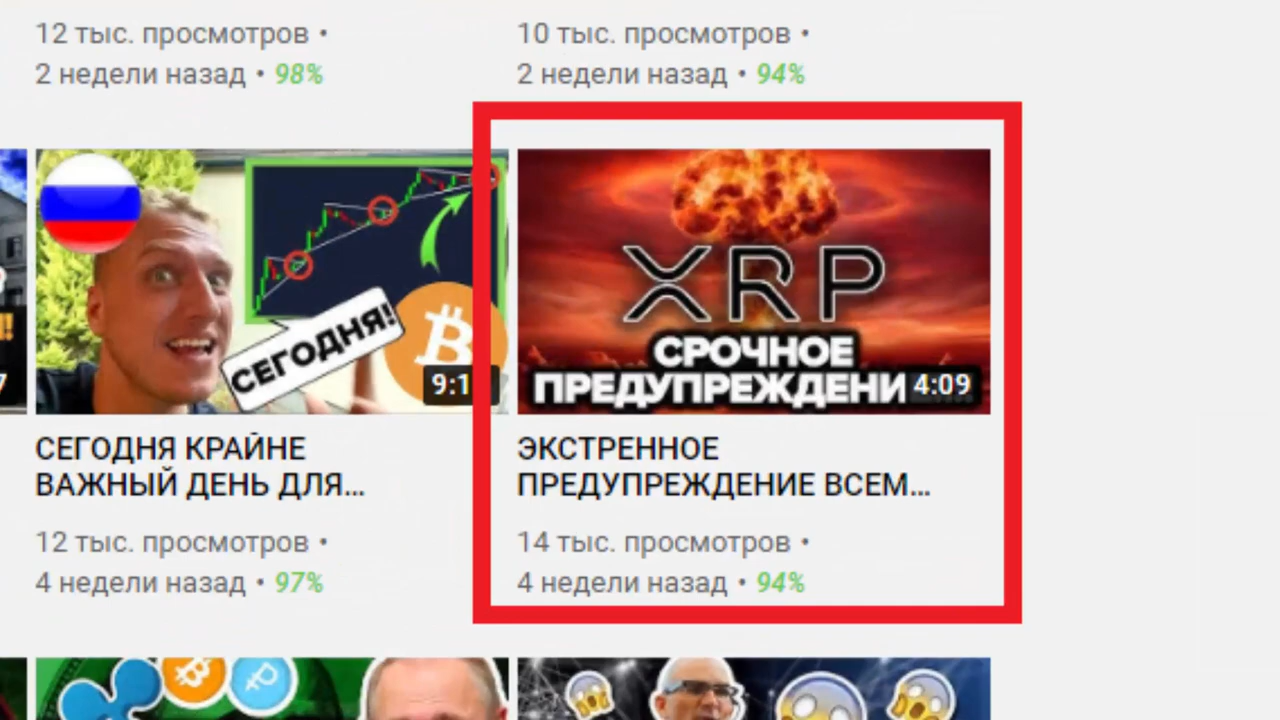 12 тыс. просмотров •
2 недели назад • 98%
10 тыс. просмотров •
2 недели назад • 94%
СЕГОДНЯ!
СЕГОДНЯ КРАЙНЕ
ВАЖНЫЙ ДЕНЬ ДЛЯ...
12 тыс. просмотров •
4 недели назад • 97%
XRP
СРОЧНОЕ
ПРЕДУПРЕЖДЕНИ
4:09
ЭКСТРЕННОЕ
ПРЕДУПРЕЖДЕНИЕ ВСЕМ...
14 тыс. просмотров •
4 недели назад • 94%